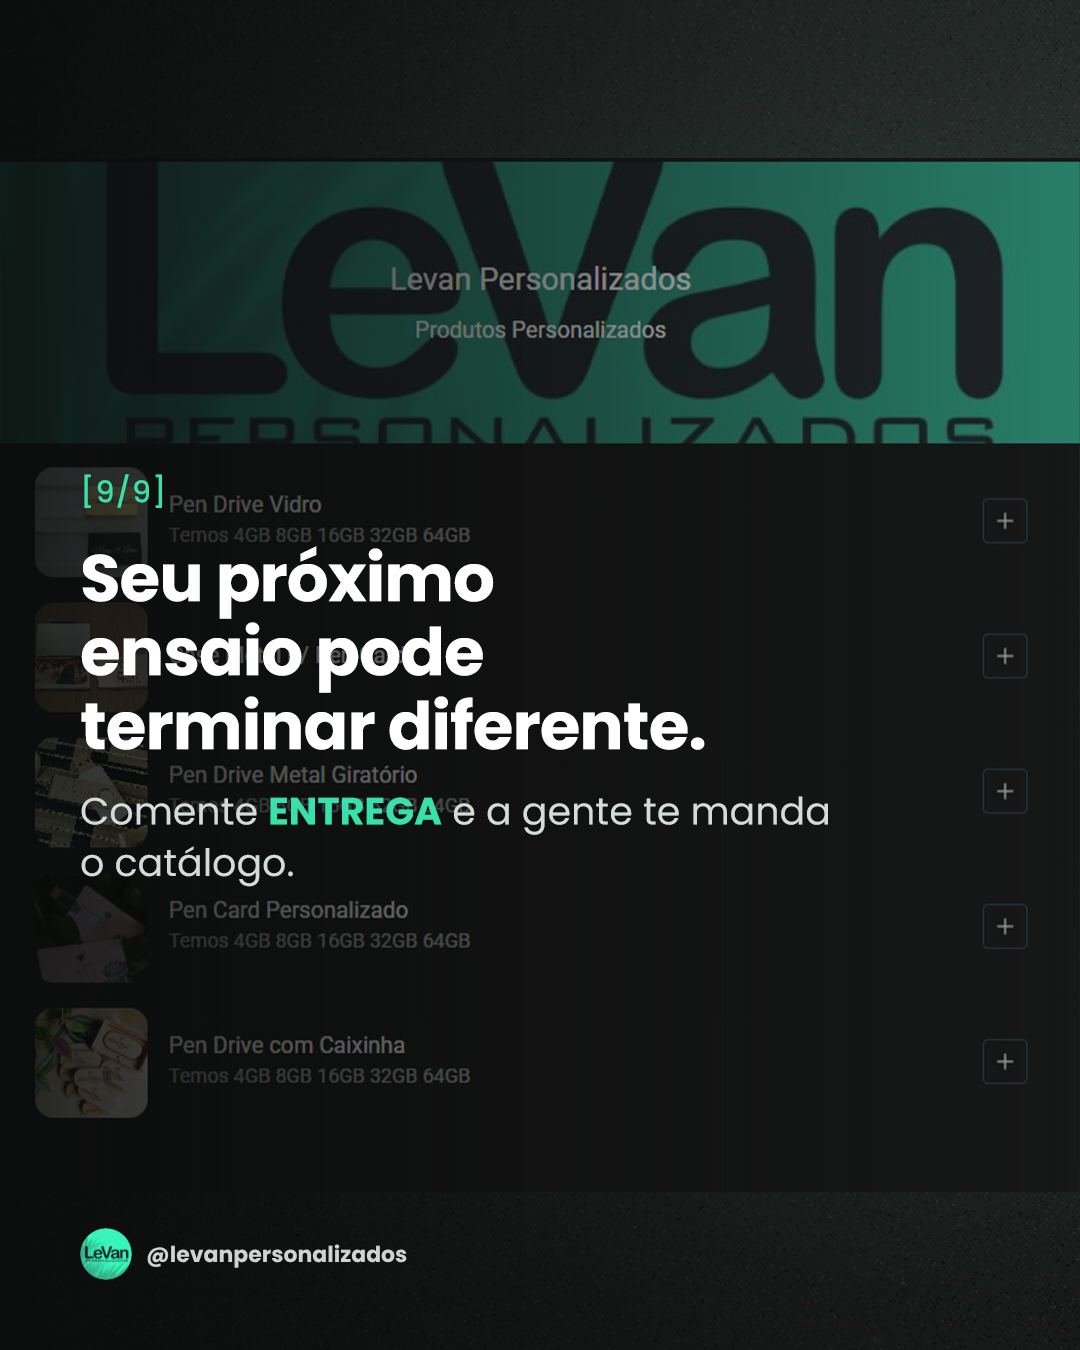 LeVan
PERSONALIZADOS
Levan Personalizados
Produtos Personalizados
[9/9]
Pen Drive Vidro
Temos 4GB 8GB 16GB 32GB 64GB
Seu próximo
ensaio pode
terminar diferente.
Pen Drive Metal Giratório
Comente ENTREGA e a gente te manda
o catálogo.
Pen Card Personalizado
Temos 4GB 8GB 16GB 32GB 64GB
Pen Drive com Caixinha
Temos 4GB 8GB 16GB 32GB 64GB
LeVan
@levanpersonalizados